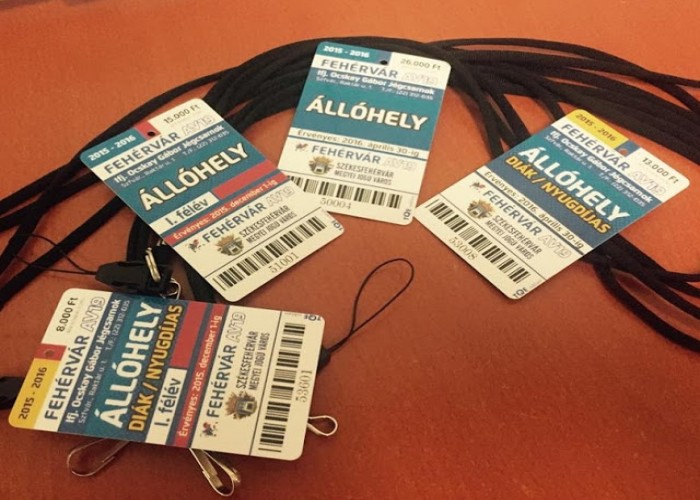 2015 - 2016
15.000 Ft
FEHÉRVÁR AV19
Ifj. Ocskay Gábor Jégcsarnok
ÁLLÓHELY
I. félév
Érvényes: 2015. december 1-ig
FEHÉRVÁR AV19
SZÉKESFEHÉRVÁR
MEGYEI JOGÚ VÁROS
51001
2015 - 2016
26.000 Ft
FEHÉRVÁR AV19
Ifj. Ocskay Gábor Jégcsarnok
ÁLLÓHELY
Érvényes: 2016. április 30-ig
FEHÉRVÁR AV19
SZÉKESFEHÉRVÁR
MEGYEI JOGÚ VÁROS
50004
2015 - 2016
13.000 Ft
FEHÉRVÁR AV19
Ifj. Ocskay Gábor Jégcsarnok
ÁLLÓHELY
DIÁK / NYUGDÍJAS
Érvényes: 2016. április 30-ig
FEHÉRVÁR AV19
SZÉKESFEHÉRVÁR
MEGYEI JOGÚ VÁROS
53008
2015 - 2016
8.000 Ft
FEHÉRVÁR AV19
Ifj. Ocskay Gábor Jégcsarnok
ÁLLÓHELY
DIÁK / NYUGDÍJAS
I. félév
Érvényes: 2015. december 1-ig
FEHÉRVÁR AV19
SZÉKESFEHÉRVÁR
MEGYEI JOGÚ VÁROS
53601